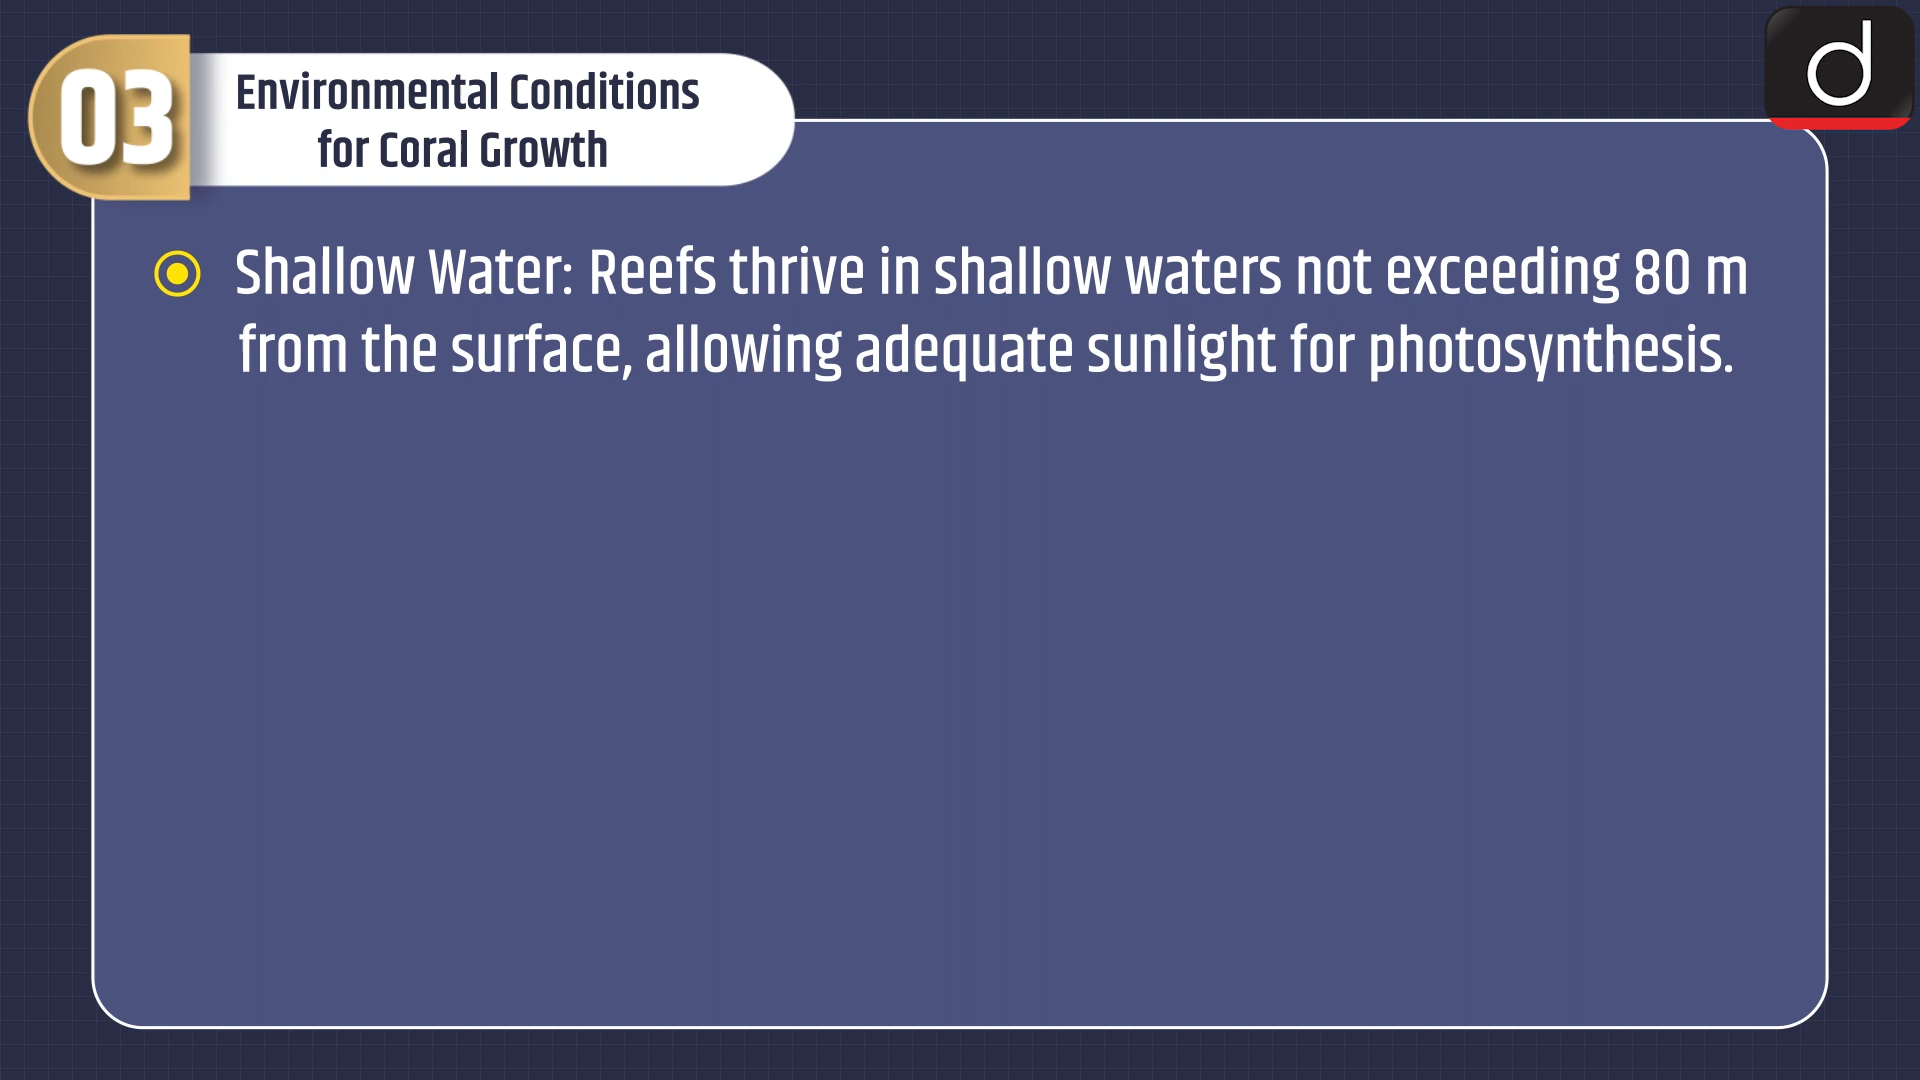 03
Environmental Conditions
for Coral Growth
d
Shallow Water: Reefs thrive in shallow waters not exceeding 80 m
from the surface, allowing adequate sunlight for photosynthesis.